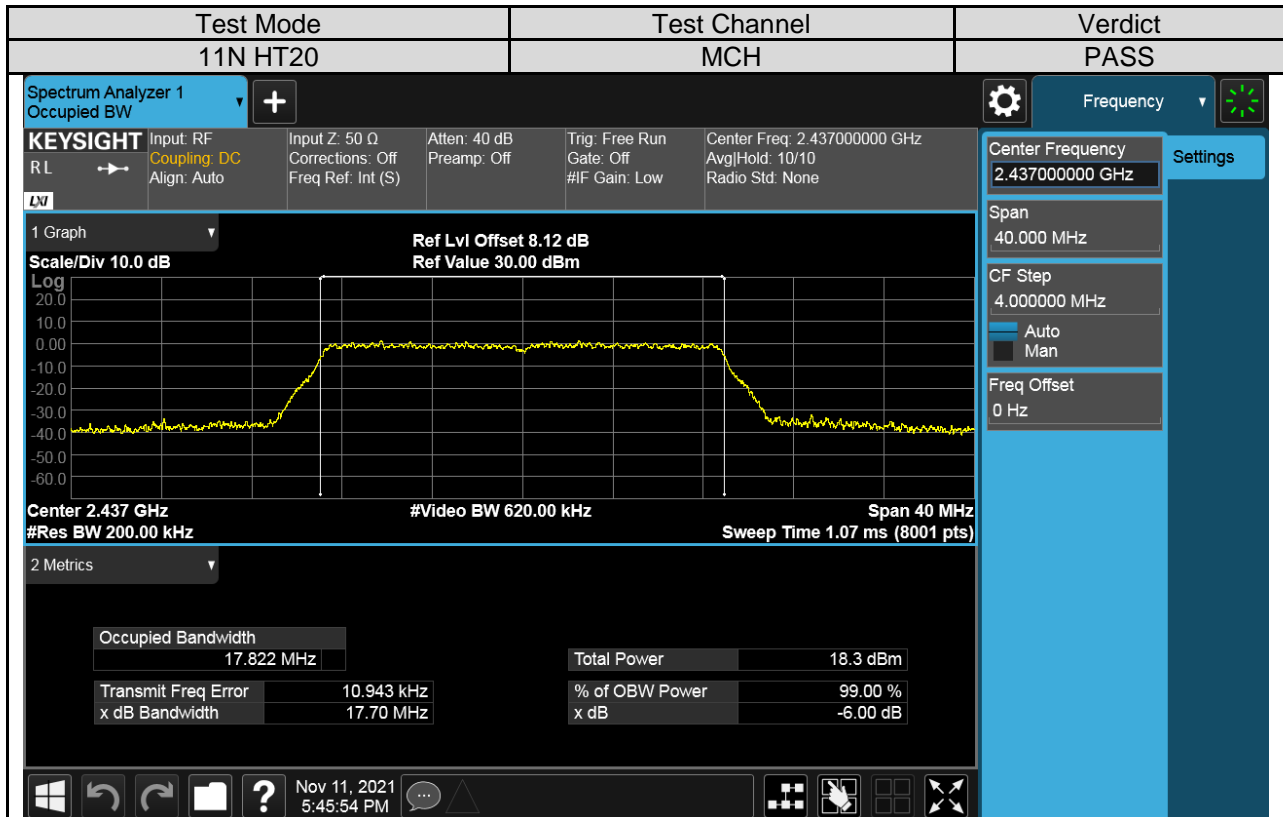 Test Mode Test Channel Verdict
11N HT20 MCH PASS
Spectrum Analyzer 1
Occupied BW
+
Frequency
KEYSIGHT Input: RF Input Z: 50 Ω Atten: 40 dB Trig: Free Run Center Freq: 2.437000000 GHz
RL Coupling: DC Corrections: Off Preamp: Off Gate: Off Avg|Hold: 10/10
Align: Auto Freq Ref: Int (S) #IF Gain: Low Radio Std: None
LXI
Center Frequency
2.437000000 GHz
Settings
Span
40.000 MHz
CF Step
4.000000 MHz
Auto
Man
Freq Offset
0 Hz
1 Graph
Ref Lvl Offset 8.12 dB
Scale/Div 10.0 dB Ref Value 30.00 dBm
Log
20.0
10.0
0.00
-10.0
-20.0
-30.0
-40.0
-50.0
-60.0
Center 2.437 GHz #Video BW 620.00 kHz Span 40 MHz
#Res BW 200.00 kHz Sweep Time 1.07 ms (8001 pts)
2 Metrics
Occupied Bandwidth
17.822 MHz Total Power 18.3 dBm
Transmit Freq Error 10.943 kHz % of OBW Power 99.00 %
x dB Bandwidth 17.70 MHz x dB -6.00 dB
? Nov 11, 2021
5:45:54 PM